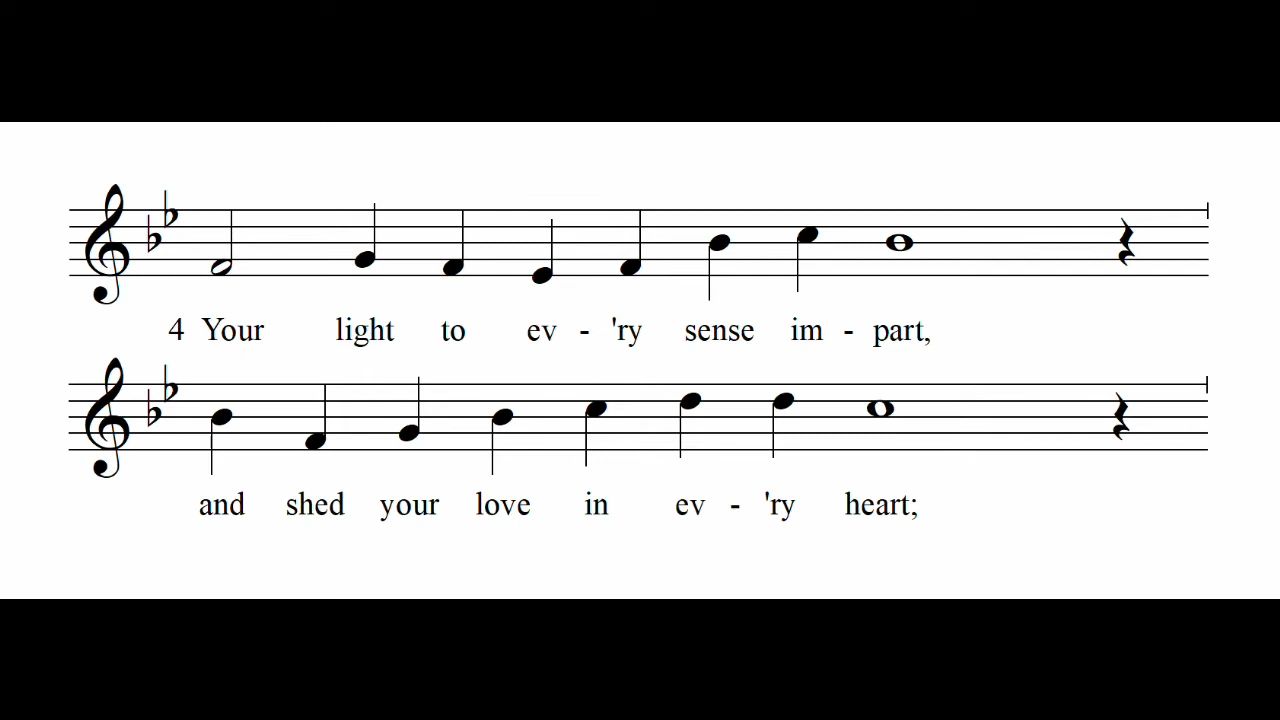 4 Your light to ev - 'ry sense im - part,
and shed your love in ev - 'ry heart;